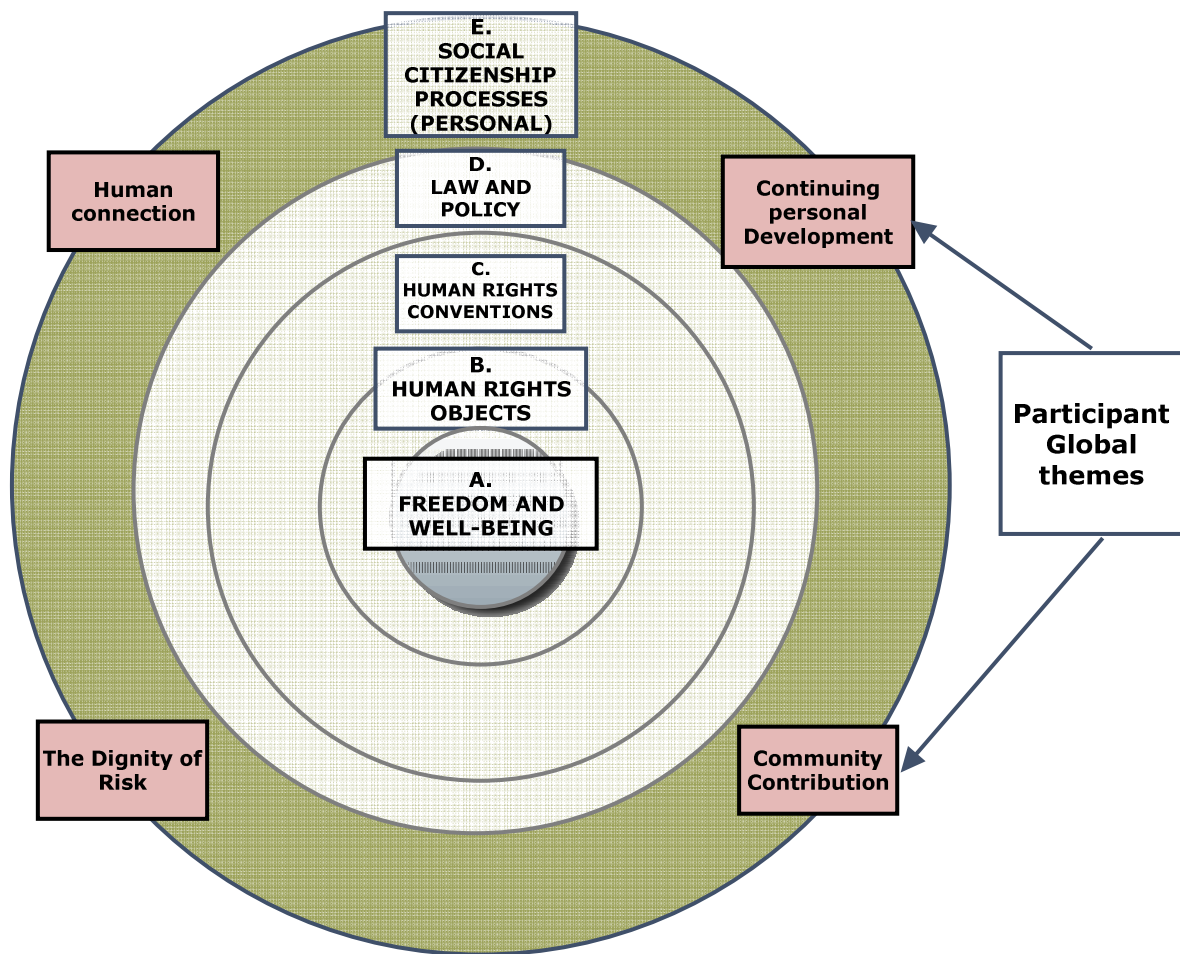 E.
SOCIAL
CITIZENSHIP
PROCESSES
(PERSONAL)
D.
LAW AND
POLICY
Human
connection
Continuing
personal
Development
C.
HUMAN RIGHTS
CONVENTIONS
B.
HUMAN RIGHTS
OBJECTS
Participant
Global
themes
A.
FREEDOM AND
WELL-BEING
The Dignity of
Risk
Community
Contribution